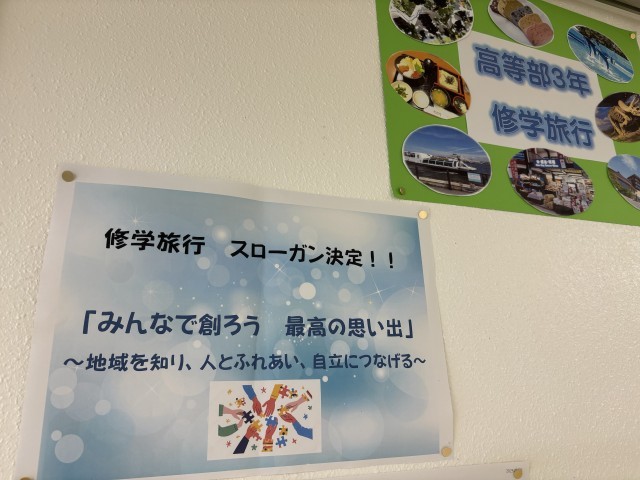 高等部3年
修学旅行
修学旅行 スローガン決定!!
「みんなで創ろう 最高の思い出」
~地域を知り、人とふれあい、自立につなげる~